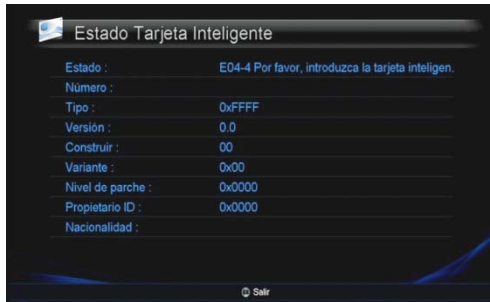 Estado Tarjeta Inteligente
Estado : E04-4 Por favor, introduzca la tarjeta inteligen.
Número :
Tipo : 0xFFFF
Versión : 0.0
Construir : 00
Variante : 0x00
Nivel de parche : 0x0000
Propietario ID : 0x0000
Nacionalidad :
Salir